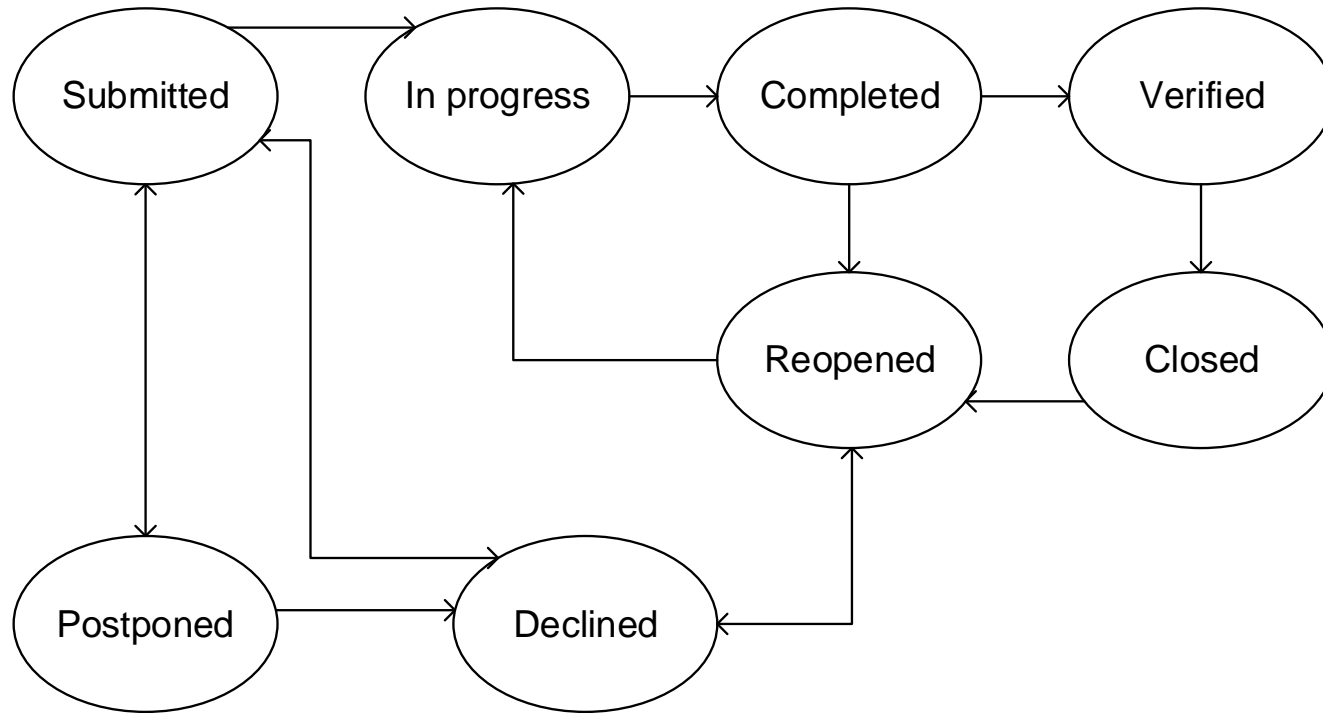 Submitted
In progress
Completed
Verified
Reopened
Closed
Postponed
Declined